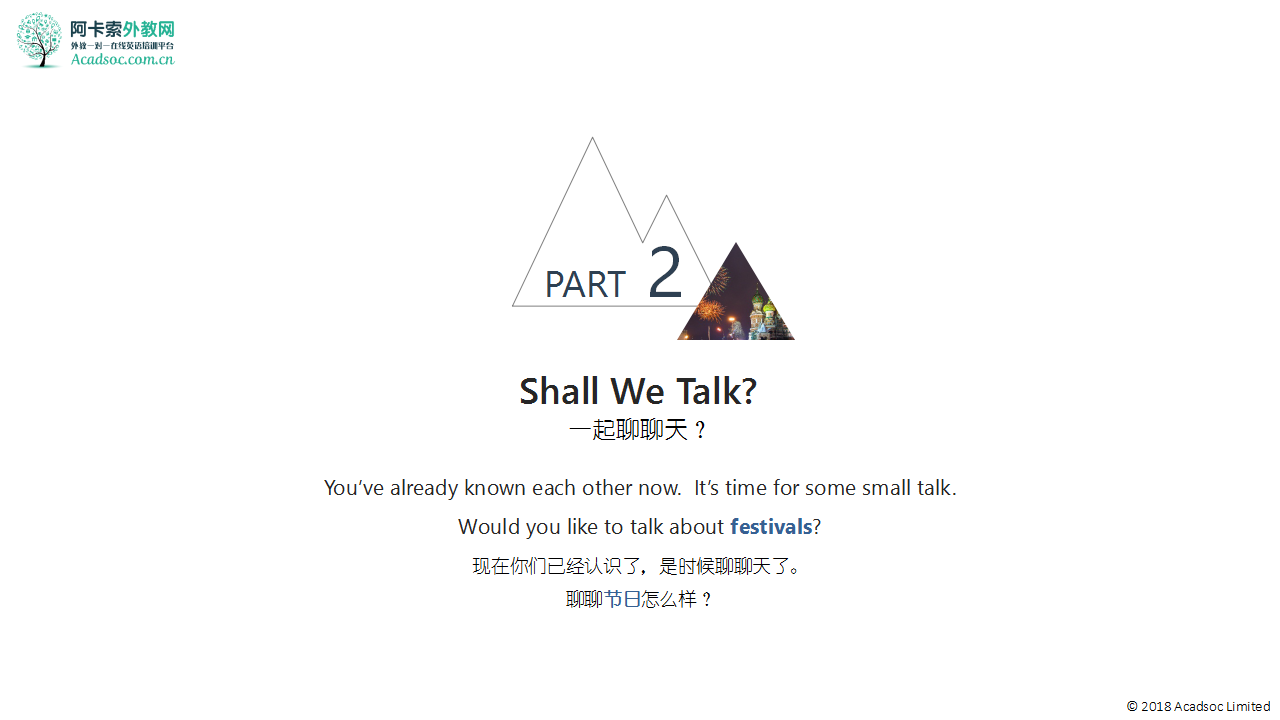 阿卡索外教网
外教一对一在线英语培训平台
Acadsoc.com.cn
PART 2
Shall We Talk?
一起聊聊天？
You’ve already known each other now. It’s time for some small talk.
Would you like to talk about festivals?
现在你们已经认识了，是时候聊聊天了。
聊聊节日怎么样？
© 2018 Acadsoc Limited